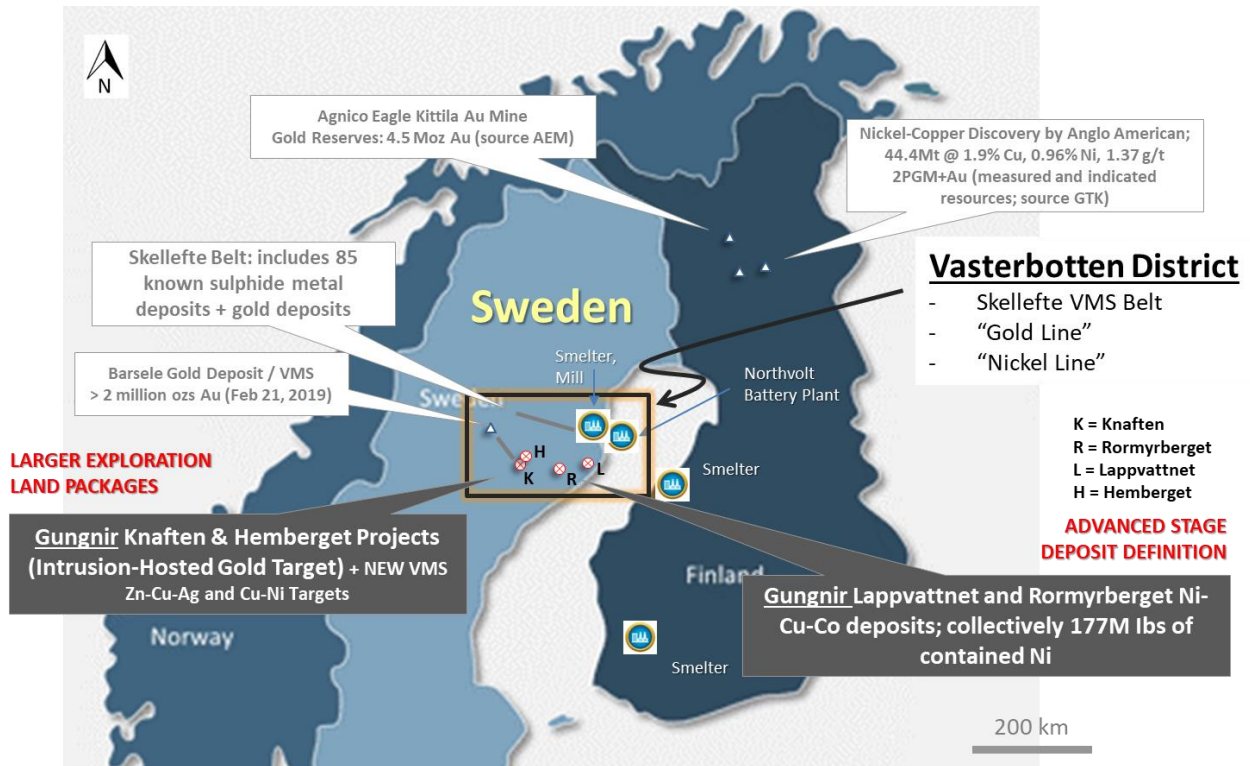 N
Agnico Eagle Kittila Au Mine
Gold Reserves: 4.5 Moz Au (source AEM)
Nickel-Copper Discovery by Anglo American;
44.4Mt @ 1.9% Cu, 0.96% Ni, 1.37 g/t
2PGM+Au (measured and indicated
resources; source GTK)
Skellefte Belt: includes 85
known sulphide metal
deposits + gold deposits
Sweden
Vasterbotten District
- Skellefte VMS Belt
- “Gold Line”
- “Nickel Line”
Barsele Gold Deposit / VMS
> 2 million ozs Au (Feb 21, 2019)
Smelter,
Mill
Northvolt
Battery Plant
Sweden
H
K
R
L
Smelter
K = Knaften
R = Rormyrberget
L = Lappvattnet
H = Hemberget
LARGER EXPLORATION
LAND PACKAGES
ADVANCED STAGE
DEPOSIT DEFINITION
Gungnir Knaften & Hemberget Projects
(Intrusion-Hosted Gold Target) + NEW VMS
Zn-Cu-Ag and Cu-Ni Targets
Finland
Gungnir Lappvattnet and Rormyrberget Ni-
Cu-Co deposits; collectively 177M lbs of
contained Ni
Norway
Smelter
200 km